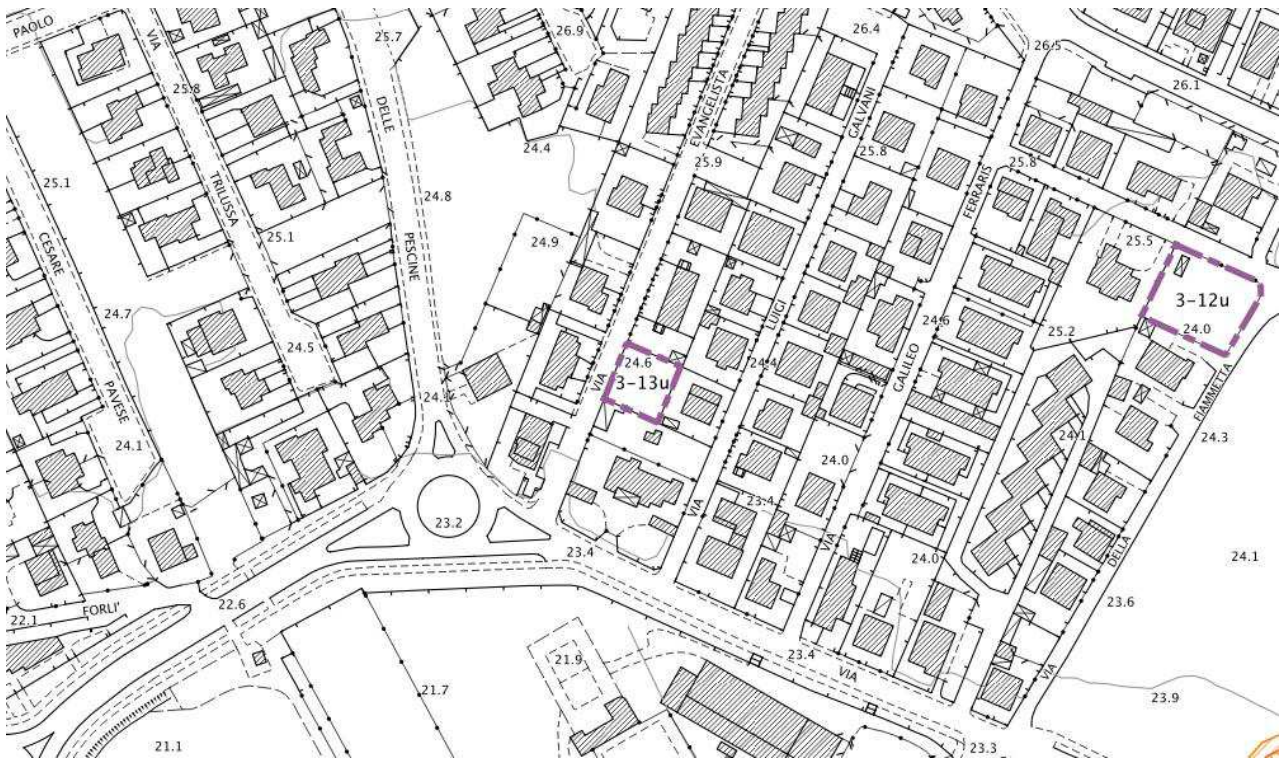 PAOLO
VIA
25.7
26.9
26.4
26.5
26.1
25.8
DELLE
EVANGELISTA
GALVANI
24.4
25.9
25.8
25.8
25.1
TRILUSSA
24.8
FERRARIS
25.1
CESARE
PESCINE
24.9
25.5
3-12u
24.0
24.7
LUIGI
24.6
25.2
24.5
24.6
3-13u
VIA
24.4
GALILEO
FIAMMETTA
PAVESE
24.1
24.1
24.3
24.0
23.2
VIA
23.4
VIA
23.4
24.0
DELLA
24.1
FORLI'
22.6
22.1
23.6
21.9
23.4
VIA
VIA
21.7
23.9
21.1
23.3